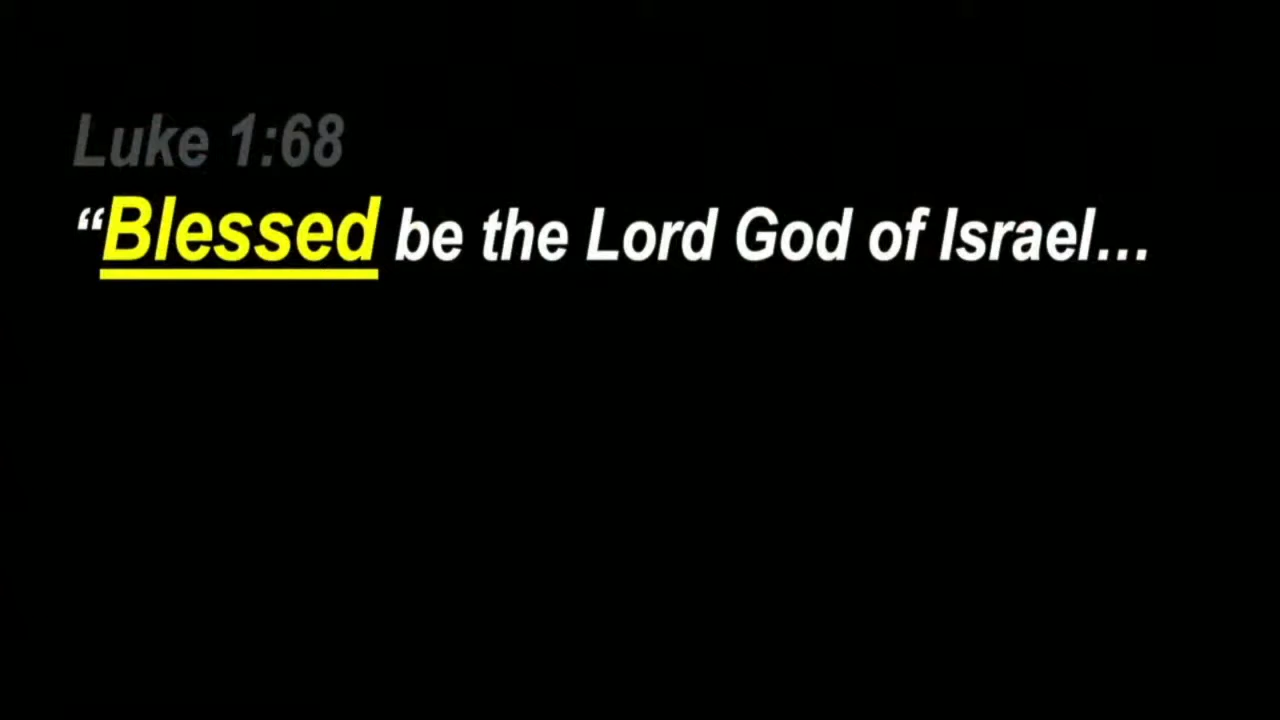 Luke 1:68
“Blessed be the Lord God of Israel…